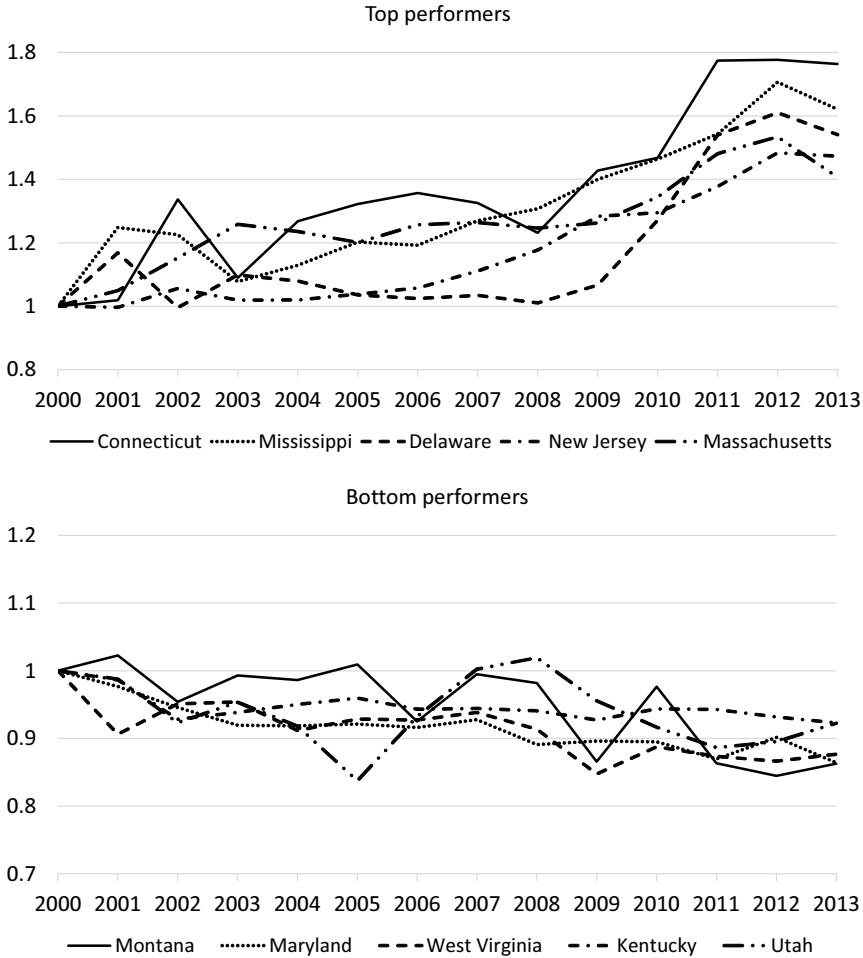 Top performers
1.8
1.6
1.4
1.2
1
0.8
2000 2001 2002 2003 2004 2005 2006 2007 2008 2009 2010 2011 2012 2013
Connecticut Mississippi Delaware New Jersey Massachusetts
Bottom performers
1.2
1.1
1
0.9
0.8
0.7
2000 2001 2002 2003 2004 2005 2006 2007 2008 2009 2010 2011 2012 2013
Montana Maryland West Virginia Kentucky Utah